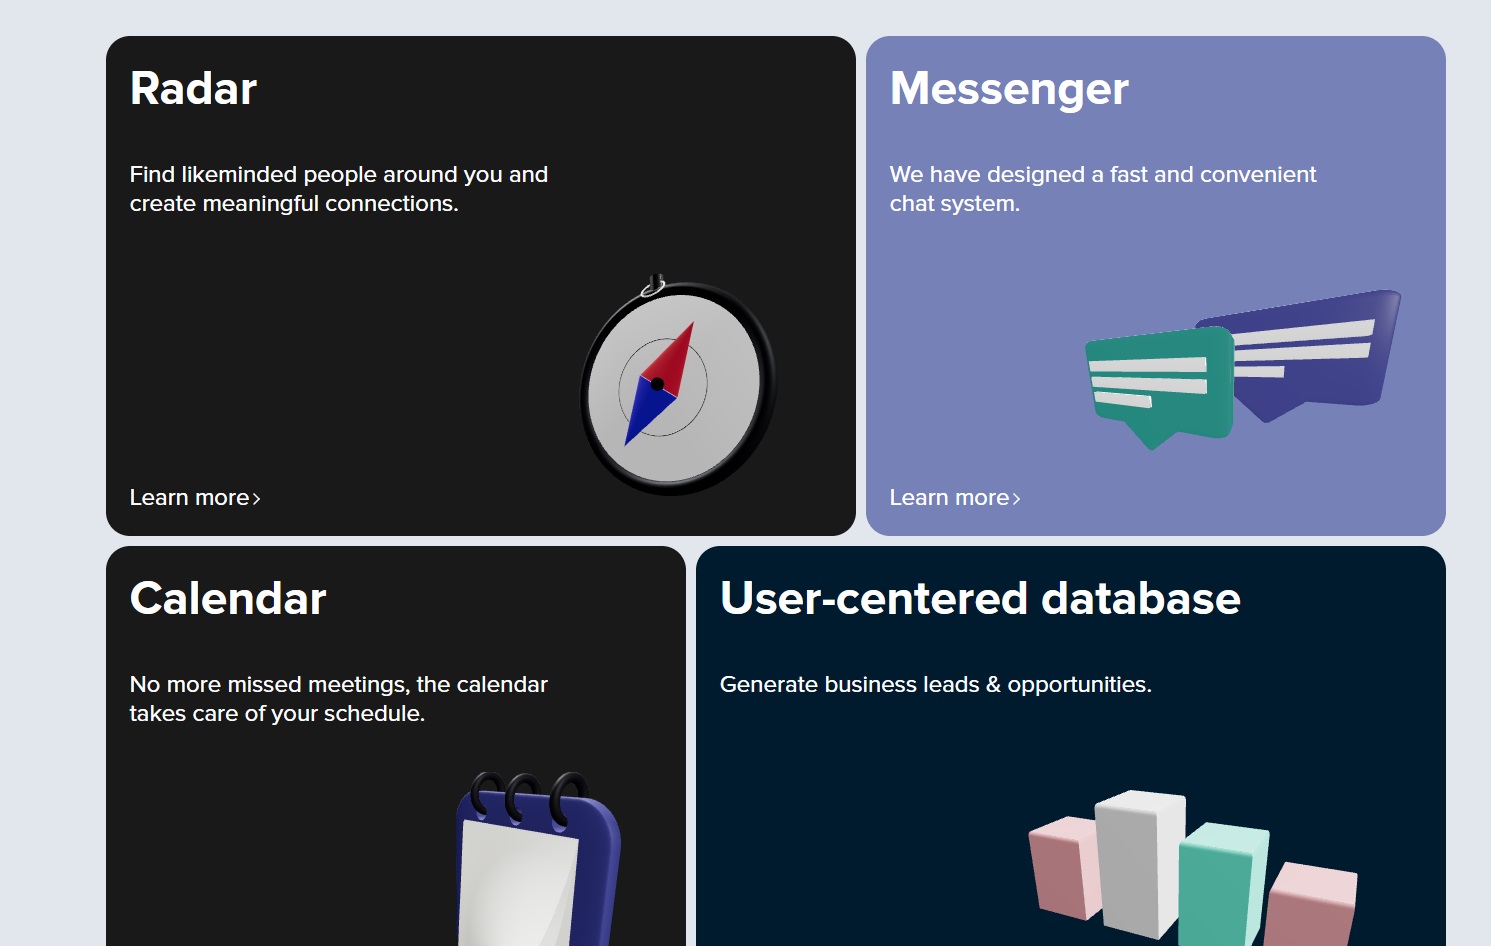 Radar
Find likeminded people around you and
create meaningful connections.
Learn more
Messenger
We have designed a fast and convenient
chat system.
Learn more
Calendar
No more missed meetings, the calendar
takes care of your schedule.
User-centered database
Generate business leads & opportunities.